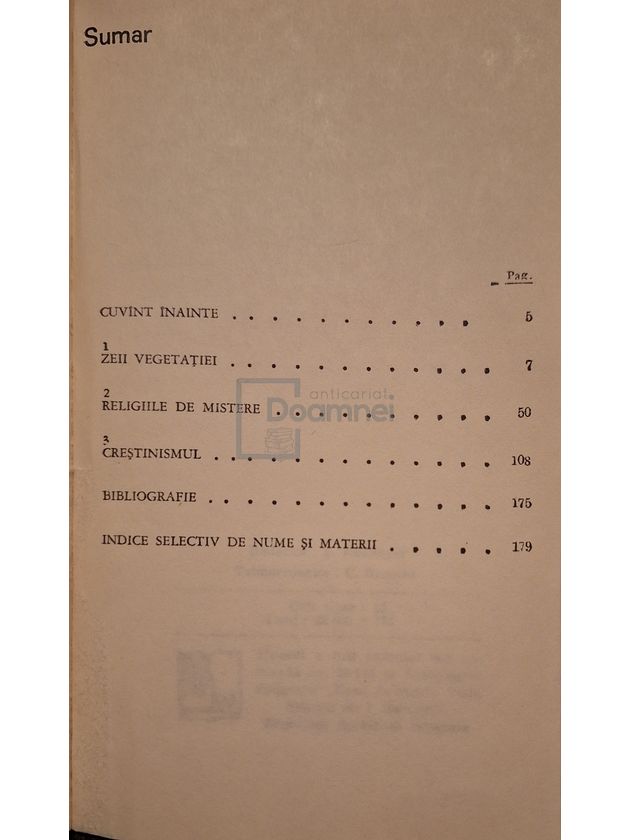 Sumar
Pag.
CUVÎNT ÎNAINTE . . . . . . . . . . . 5
1
ZEII VEGETAȚIEI . . . . . . . . . . . . 7
2
RELIGIILE DE MISTERE . . . . . . . . . . 50
anticariat
Doamnei
3
CREȘTINISMUL . . . . . . . . . . . . 108
BIBLIOGRAFIE . . . . . . . . . . . . 175
INDICE SELECTIV DE NUME ȘI MATERII . . . . . 179